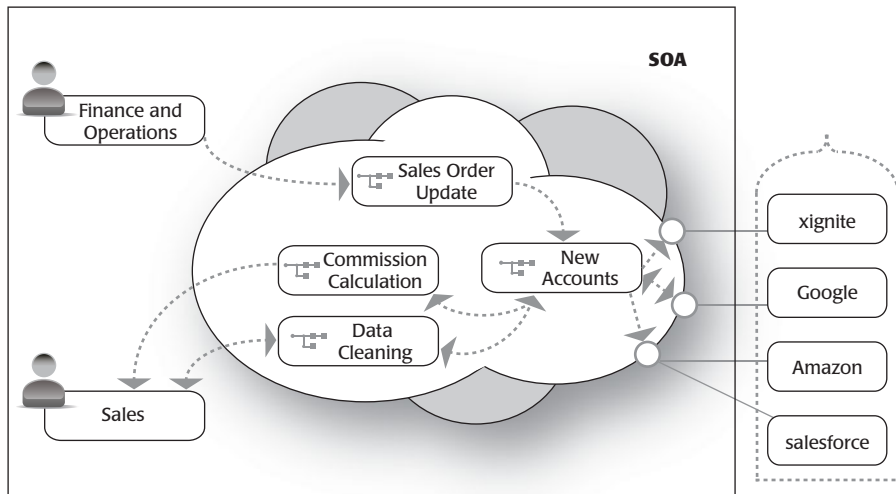 SOA
Finance and
Operations
Sales Order
Update
Commission
Calculation
New
Accounts
Data
Cleaning
Sales
xignite
Google
Amazon
salesforce